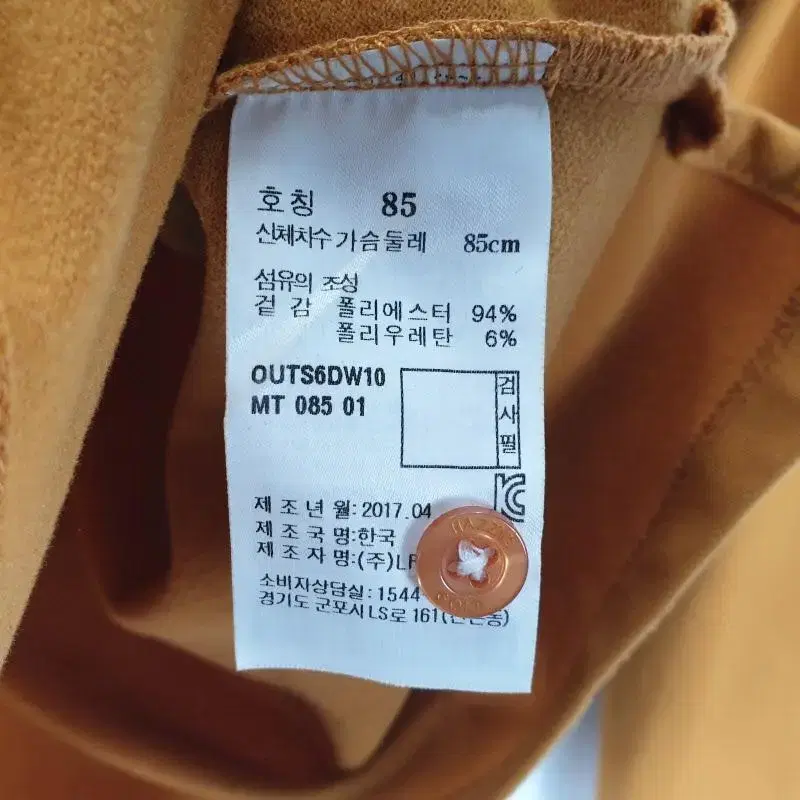 호칭 85
신체치수 가슴둘레 85cm
섬유의 조성
겉 감 폴리에스터 94%
폴리우레탄 6%
OUTS6DW10
MT 085 01
검사필
제 조 년 월: 2017.04
제 조 국 명: 한국
제 조 자 명: (주)LF
소비자상담실: 1544
경기도 군포시 LS로 161